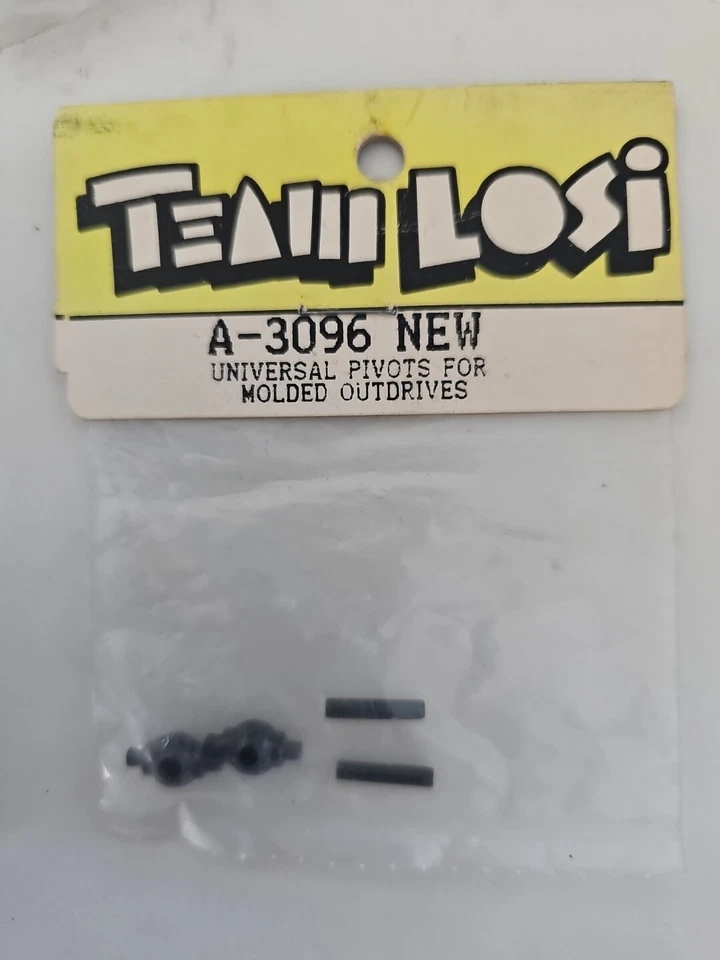 TEAM LOSi
A-3096 NEW
UNIVERSAL PIVOTS FOR
MOLDED OUTDRIVES